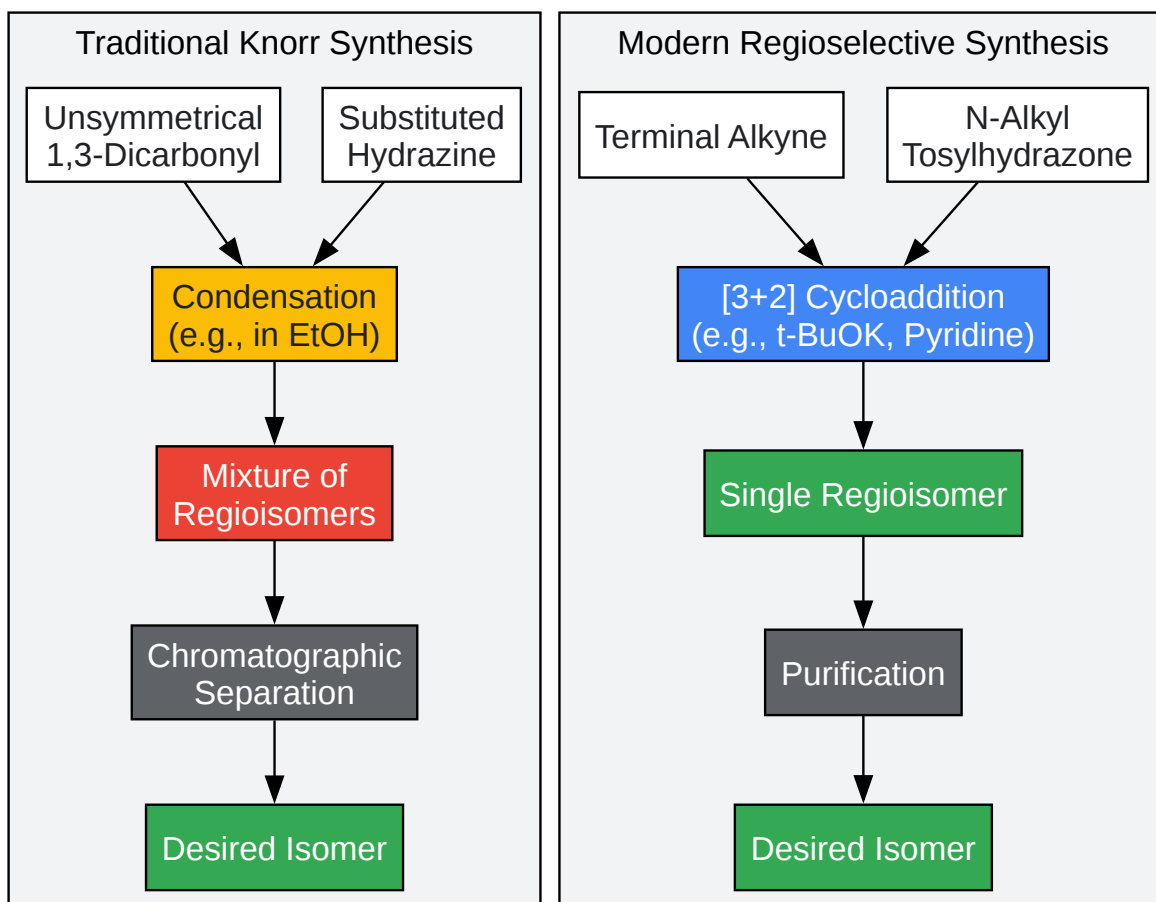 Traditional Knorr Synthesis
Unsymmetrical
1,3-Dicarbonyl
Substituted
Hydrazine
Condensation
(e.g., in EtOH)
Mixture of
Regioisomers
Chromatographic
Separation
Desired Isomer
Modern Regioselective Synthesis
Terminal Alkyne
N-Alkyl
Tosylhydrazone
[3+2] Cycloaddition
(e.g., t-BuOK, Pyridine)
Single Regioisomer
Purification
Desired Isomer